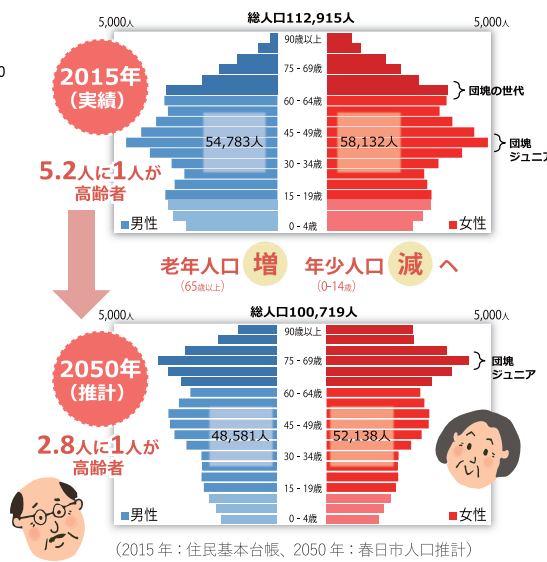 総人口112,915人
5,000人
5,000人
0
2015年
（実績）
5.2人に1人が
高齢者
90歳以上
75 - 69歳
60 - 64歳
45 - 49歳
30 - 34歳
15 - 19歳
0 - 4歳
54,783人
58,132人
団塊の世代
団塊
ジュニア
男性
女性
老年人口 増 年少人口 減 へ
（65歳以上）
（0-14歳）
総人口100,719人
5,000人
5,000人
2050年
（推計）
2.8人に1人が
高齢者
90歳以上
75 - 69歳
60 - 64歳
45 - 49歳
30 - 34歳
15 - 19歳
0 - 4歳
48,581人
52,138人
団塊
ジュニア
男性
女性
（2015 年：住民基本台帳、2050 年：春日市人口推計）